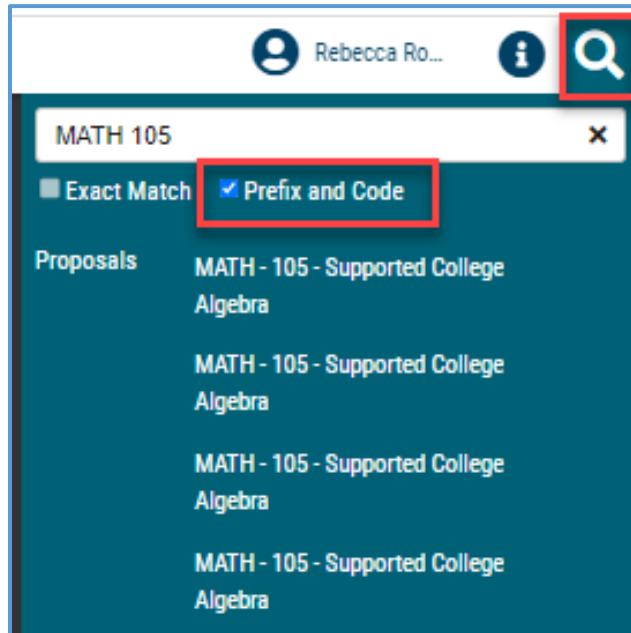 Rebecca Ro...
MATH 105
Exact Match Prefix and Code
Proposals MATH - 105 - Supported College
Algebra
MATH - 105 - Supported College
Algebra
MATH - 105 - Supported College
Algebra
MATH - 105 - Supported College
Algebra